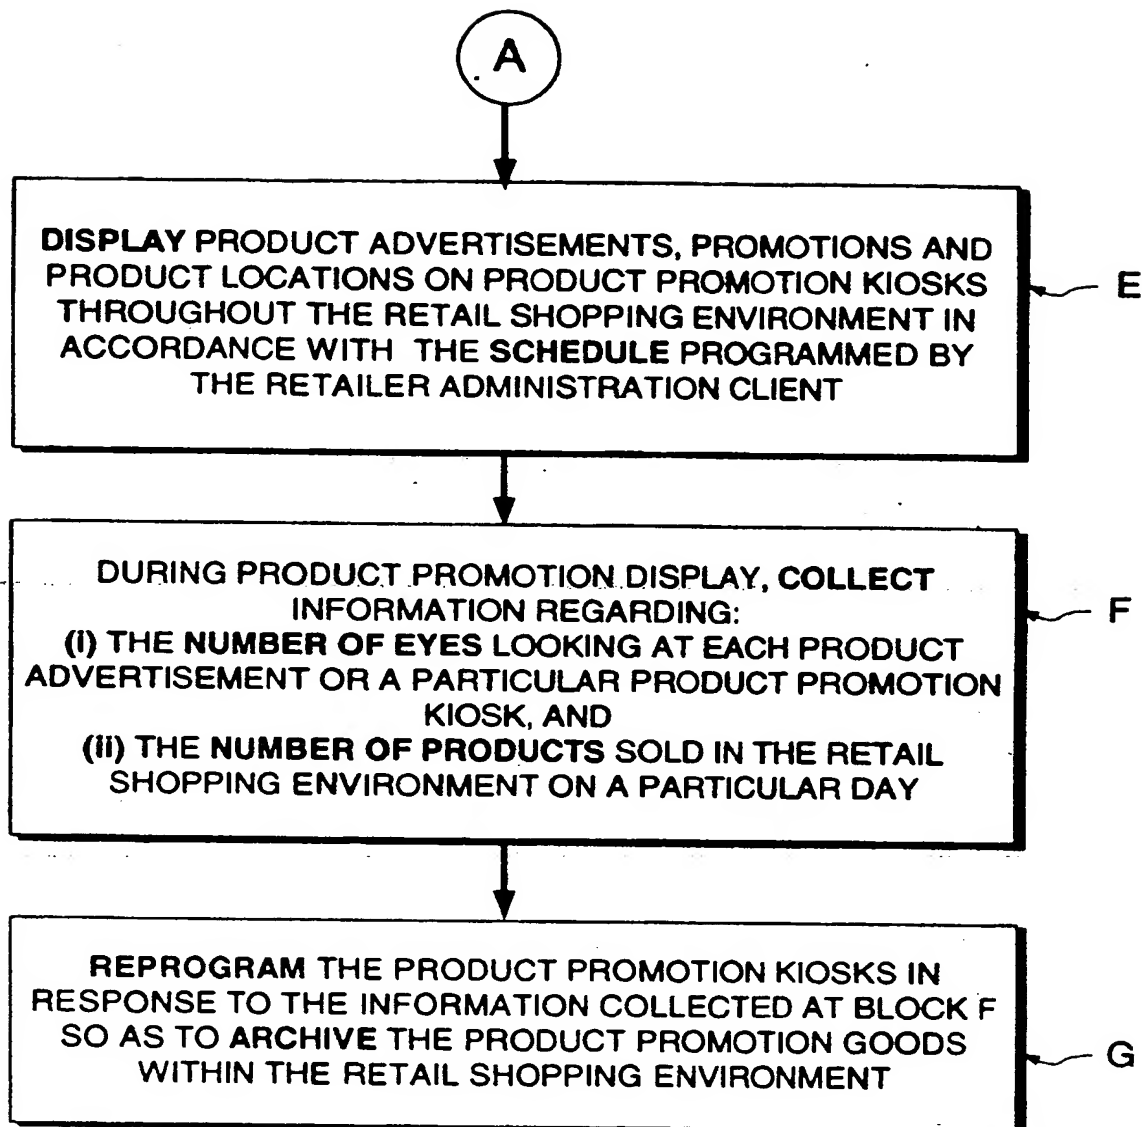 A
DISPLAY PRODUCT ADVERTISEMENTS, PROMOTIONS AND
PRODUCT LOCATIONS ON PRODUCT PROMOTION KIOSKS
THROUGHOUT THE RETAIL SHOPPING ENVIRONMENT IN
ACCORDANCE WITH THE SCHEDULE PROGRAMMED BY
THE RETAILER ADMINISTRATION CLIENT
E
DURING PRODUCT PROMOTION DISPLAY, COLLECT
INFORMATION REGARDING:
(i) THE NUMBER OF EYES LOOKING AT EACH PRODUCT
ADVERTISEMENT OR A PARTICULAR PRODUCT PROMOTION
KIOSK, AND
(ii) THE NUMBER OF PRODUCTS SOLD IN THE RETAIL
SHOPPING ENVIRONMENT ON A PARTICULAR DAY
F
REPROGRAM THE PRODUCT PROMOTION KIOSKS IN
RESPONSE TO THE INFORMATION COLLECTED AT BLOCK F
SO AS TO ARCHIVE THE PRODUCT PROMOTION GOODS
WITHIN THE RETAIL SHOPPING ENVIRONMENT
G